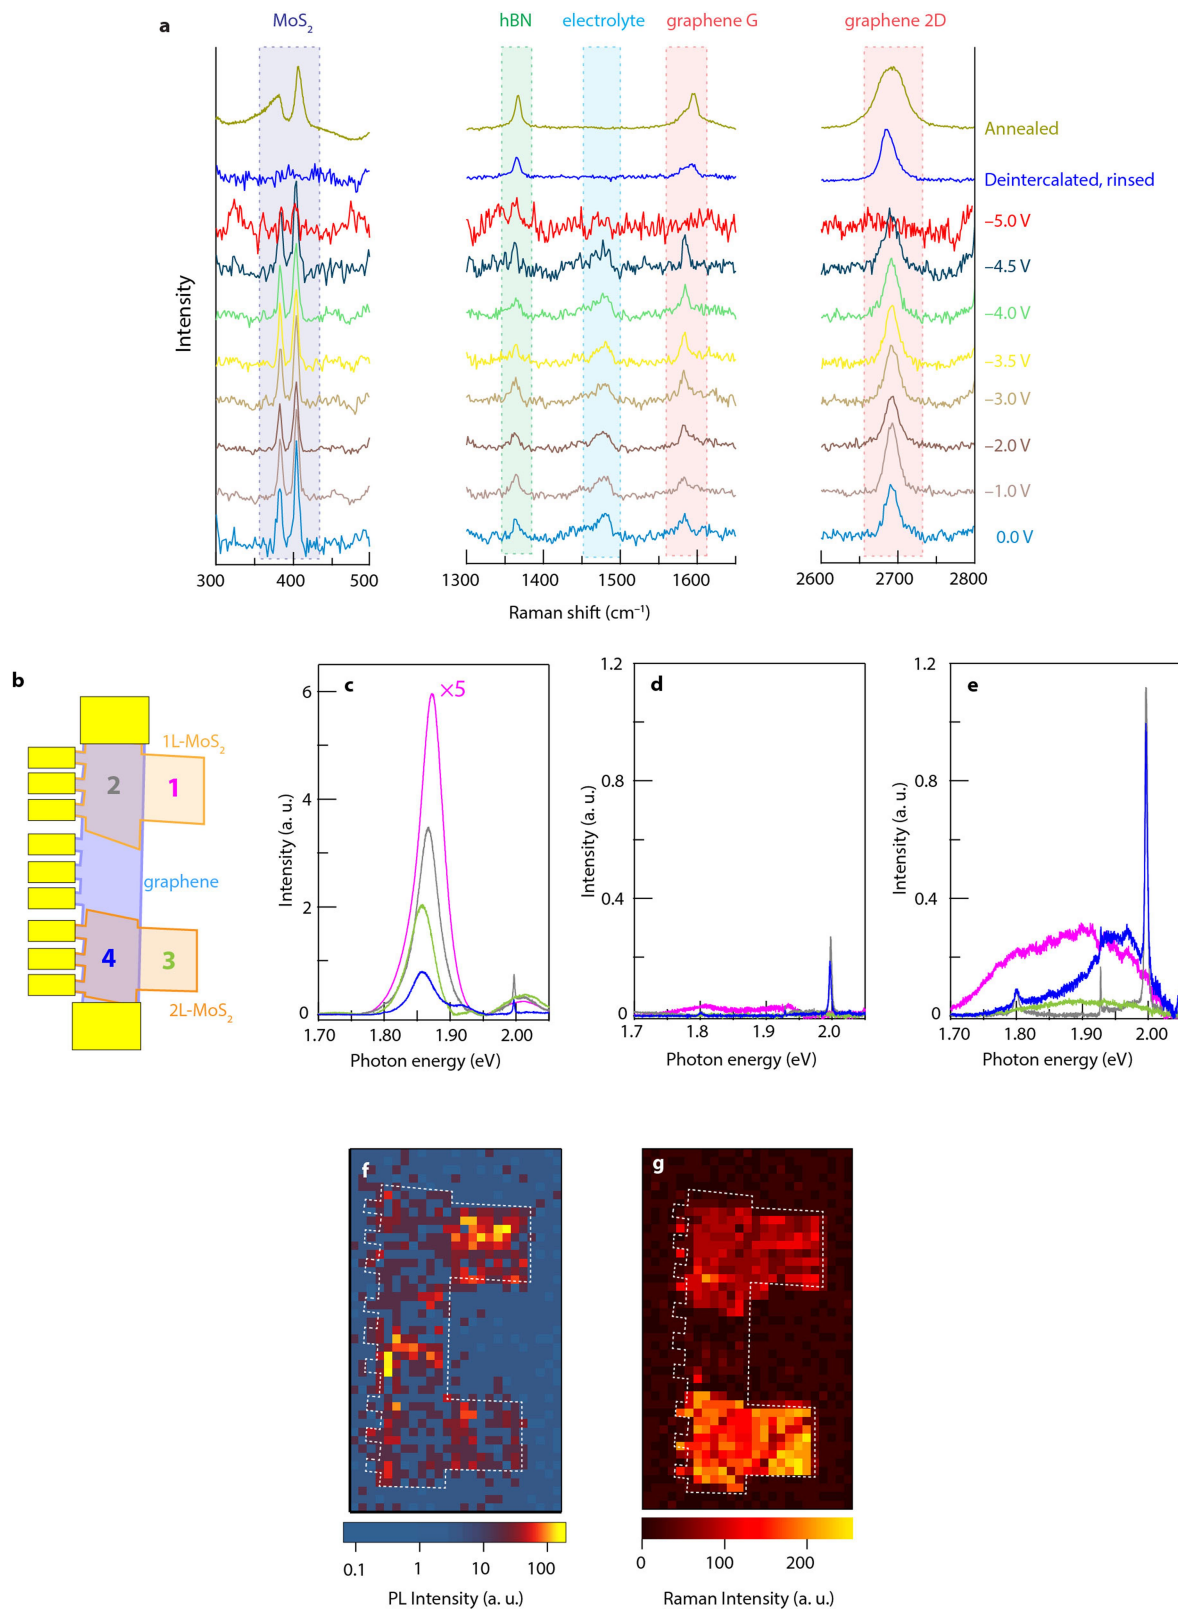 a
MoS₂ hBN electrolyte graphene G graphene 2D
Annealed
Deintercalated, rinsed
−5.0 V
−4.5 V
−4.0 V
−3.5 V
−3.0 V
−2.0 V
−1.0 V
0.0 V
Intensity
300 400 500 1300 1400 1500 1600 2600 2700 2800
Raman shift (cm⁻¹)
b
1L-MoS₂
2 1
graphene
4 3
2L-MoS₂
c
×5
6
4
2
0
Intensity (a. u.)
1.70 1.80 1.90 2.00
Photon energy (eV)
d
1.2
0.8
0.4
0
Intensity (a. u.)
1.7 1.8 1.9 2.0
Photon energy (eV)
e
1.2
0.8
0.4
0
Intensity (a. u.)
1.70 1.80 1.90 2.00
Photon energy (eV)
f
0.1 1 10 100
PL Intensity (a. u.)
g
0 100 200
Raman Intensity (a. u.)